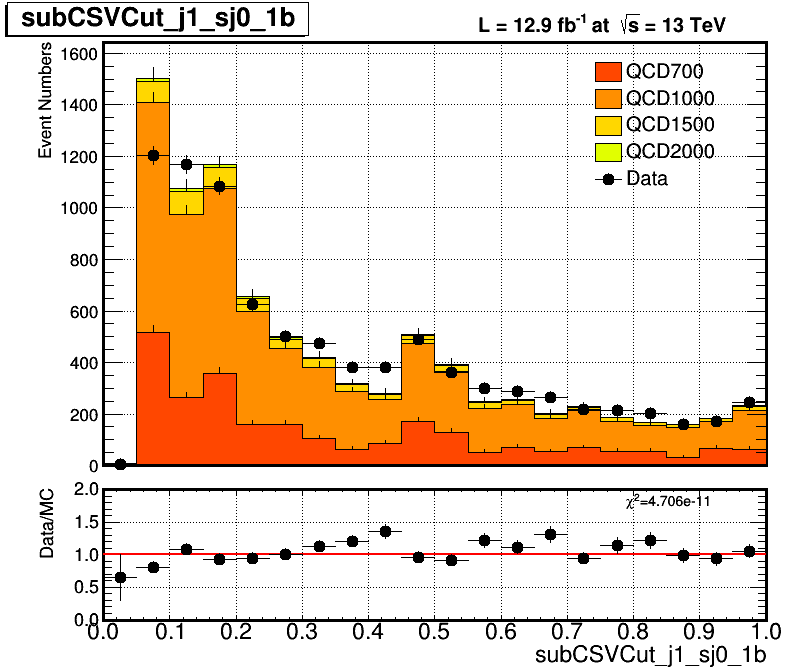 subCSVCut_j1_sj0_1b
L = 12.9 fb⁻¹ at √s = 13 TeV
Event Numbers
1600
1400
1200
1000
800
600
400
200
0
QCD700
QCD1000
QCD1500
QCD2000
Data
Data/MC
2.0
1.5
1.0
0.5
0.0
χ²=4.706e-11
0.0 0.1 0.2 0.3 0.4 0.5 0.6 0.7 0.8 0.9 1.0
subCSVCut_j1_sj0_1b